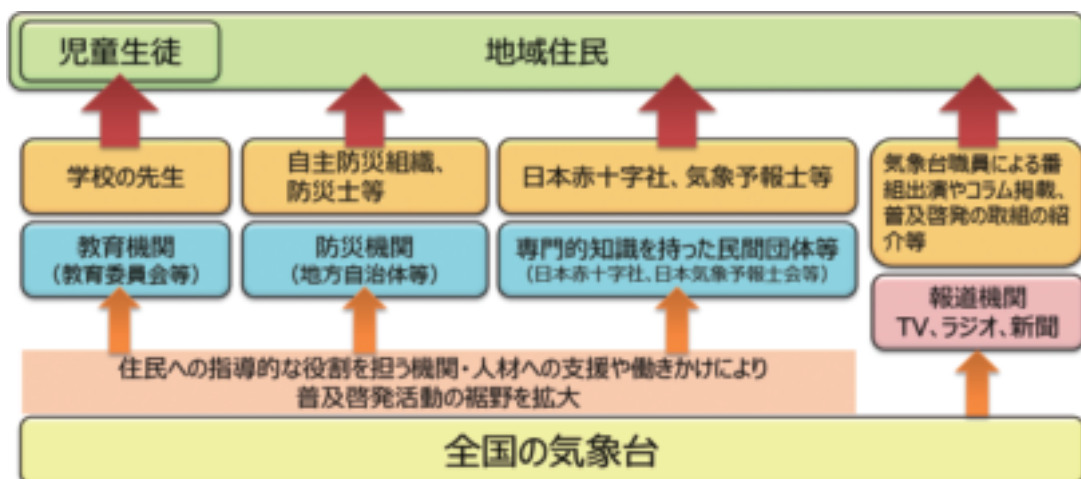 児童生徒
地域住民
学校の先生
自主防災組織、
防災士等
日本赤十字社、気象予報士等
気象台職員による番
組出演やコラム掲載、
普及啓発の取組の紹
介等
教育機関
（教育委員会等）
防災機関
（地方自治体等）
専門的知識を持った民間団体等
（日本赤十字社、日本気象予報士会等）
報道機関
TV、ラジオ、新聞
住民への指導的な役割を担う機関・人材への支援や働きかけにより
普及啓発活動の裾野を拡大
全国の気象台